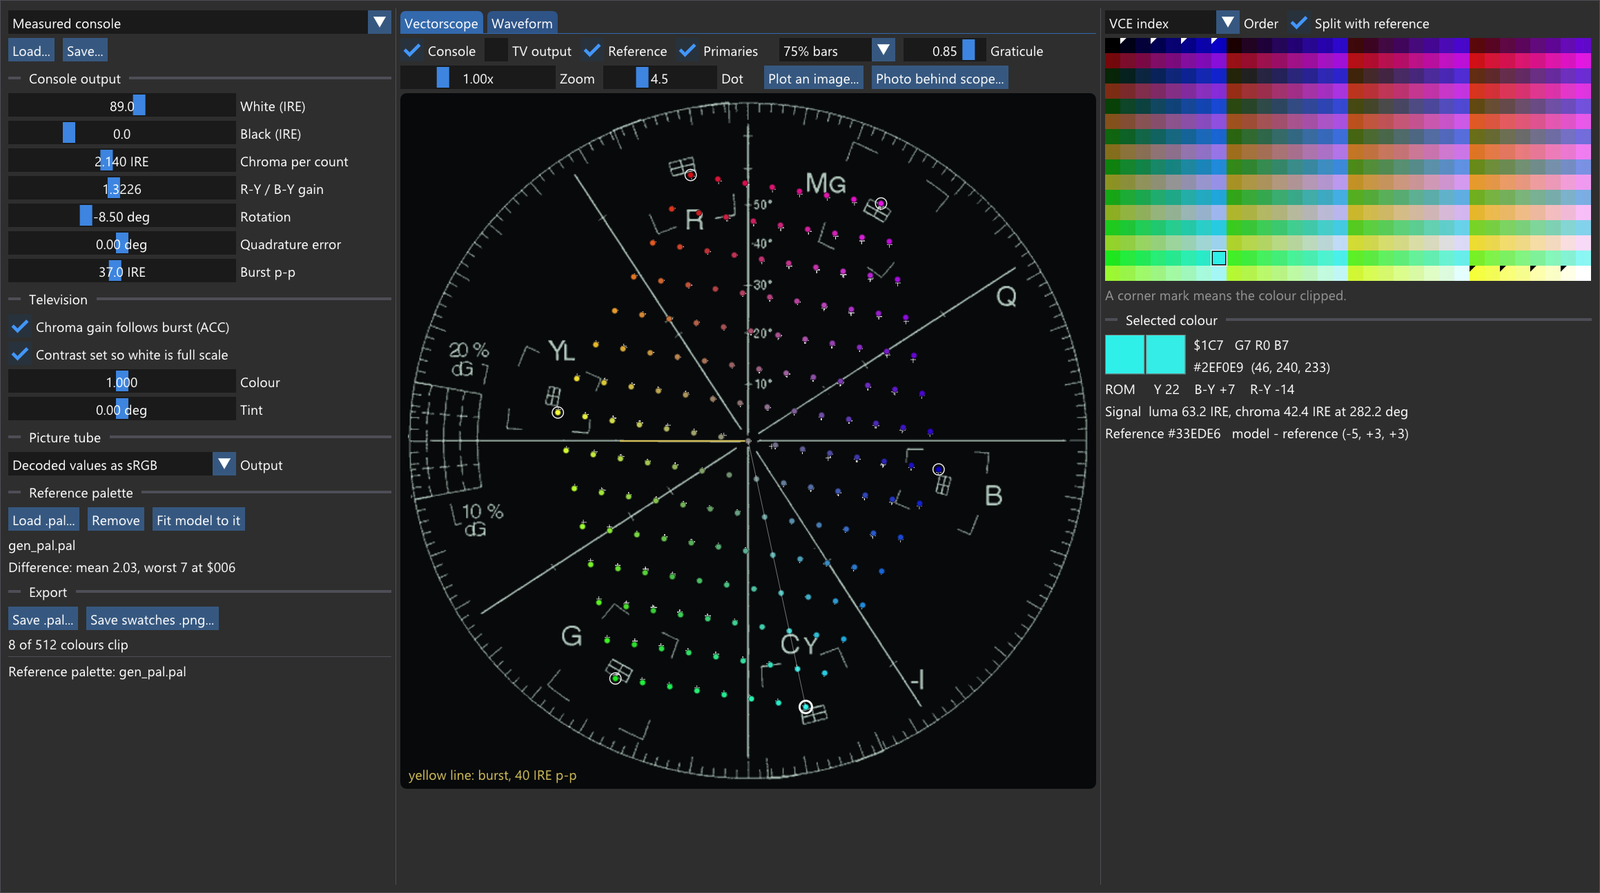 Measured console
Load... Save...
Console output
89.0 White (IRE)
0.0 Black (IRE)
2.140 IRE Chroma per count
1.3226 R-Y / B-Y gain
-8.50 deg Rotation
0.00 deg Quadrature error
37.0 IRE Burst p-p
Television
Chroma gain follows burst (ACC)
Contrast set so white is full scale
1.000 Colour
0.00 deg Tint
Picture tube
Decoded values as sRGB Output
Reference palette
Load .pal... Remove Fit model to it
gen_pal.pal
Difference: mean 2.03, worst 7 at $006
Export
Save .pal... Save swatches .png...
8 of 512 colours clip
Reference palette: gen_pal.pal
Vectorscope Waveform
Console TV output Reference Primaries 75% bars 0.85 Graticule
1.00x Zoom 4.5 Dot Plot an image... Photo behind scope...
MG
R
50°
40°
Q
30°
20°
YL
20 %
dG
10°
B
10 %
dG
G
CY
-I
yellow line: burst, 40 IRE p-p
VCE index Order Split with reference
A corner mark means the colour clipped.
Selected colour
$1C7 G7 R0 B7
#2EF0E9 (46, 240, 233)
ROM Y 22 B-Y +7 R-Y -14
Signal luma 63.2 IRE, chroma 42.4 IRE at 282.2 deg
Reference #33EDE6 model - reference (-5, +3, +3)